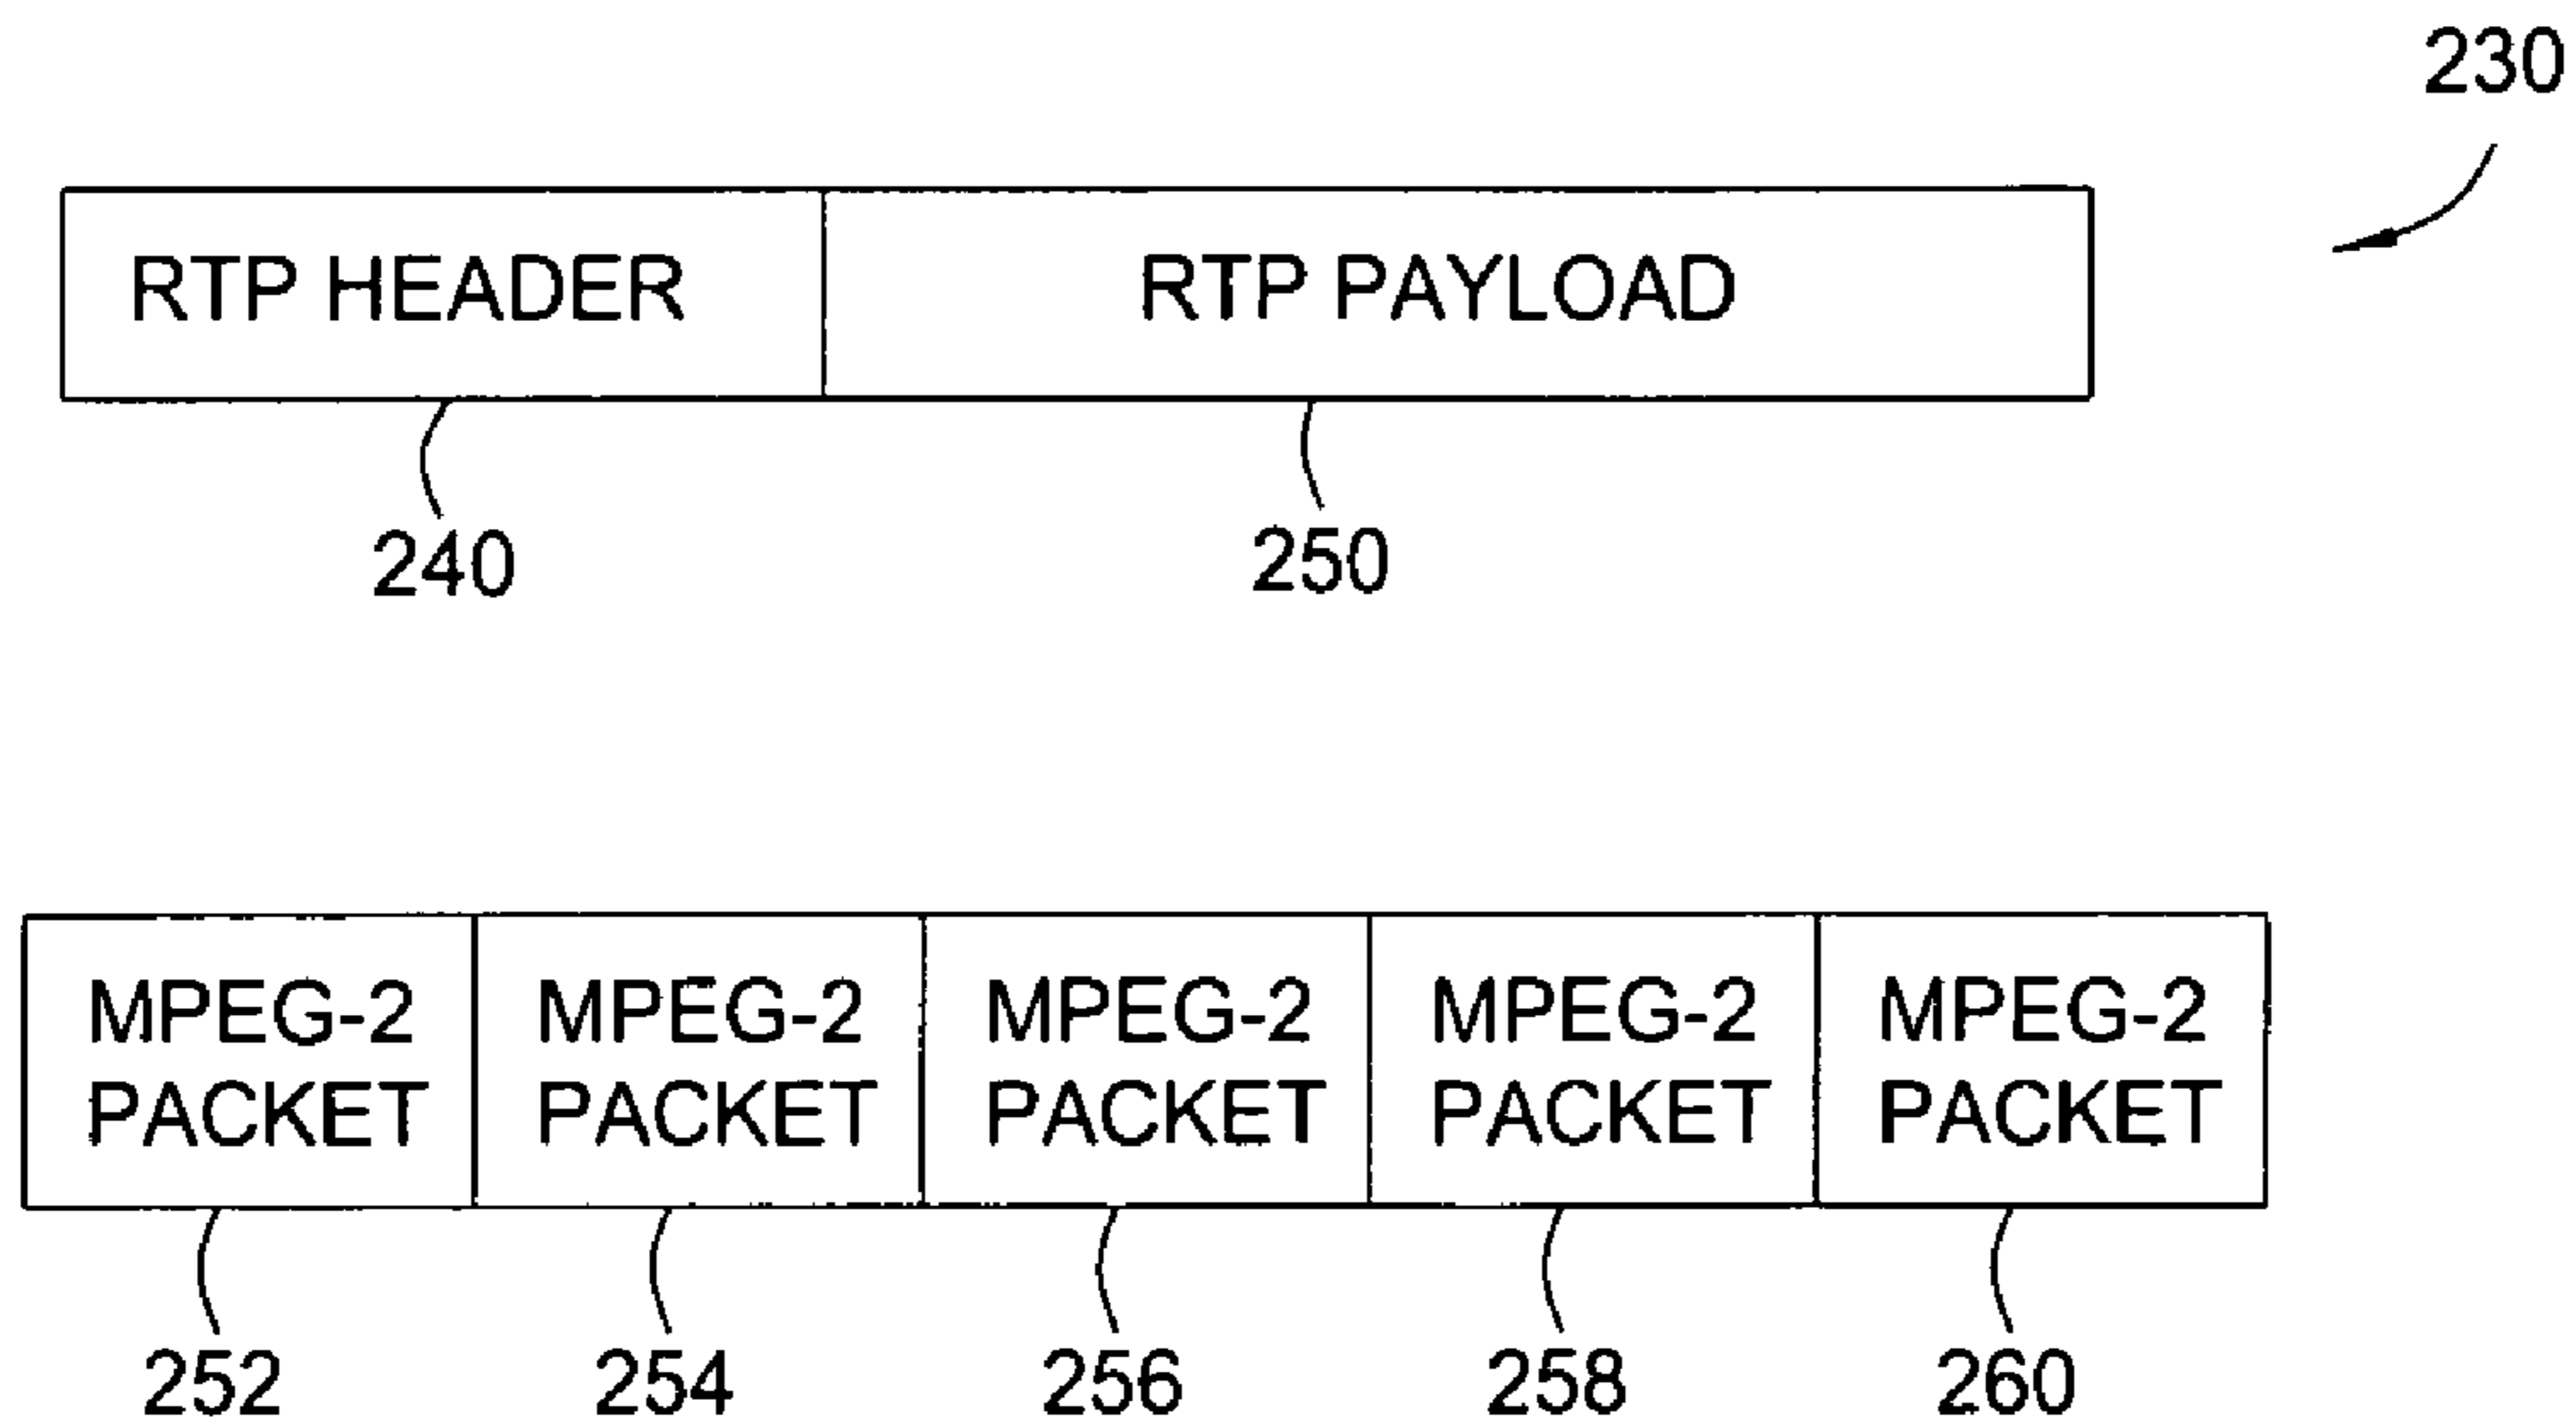 230
RTP HEADER RTP PAYLOAD
240 250
MPEG-2 MPEG-2 MPEG-2 MPEG-2 MPEG-2
PACKET PACKET PACKET PACKET PACKET
252 254 256 258 260